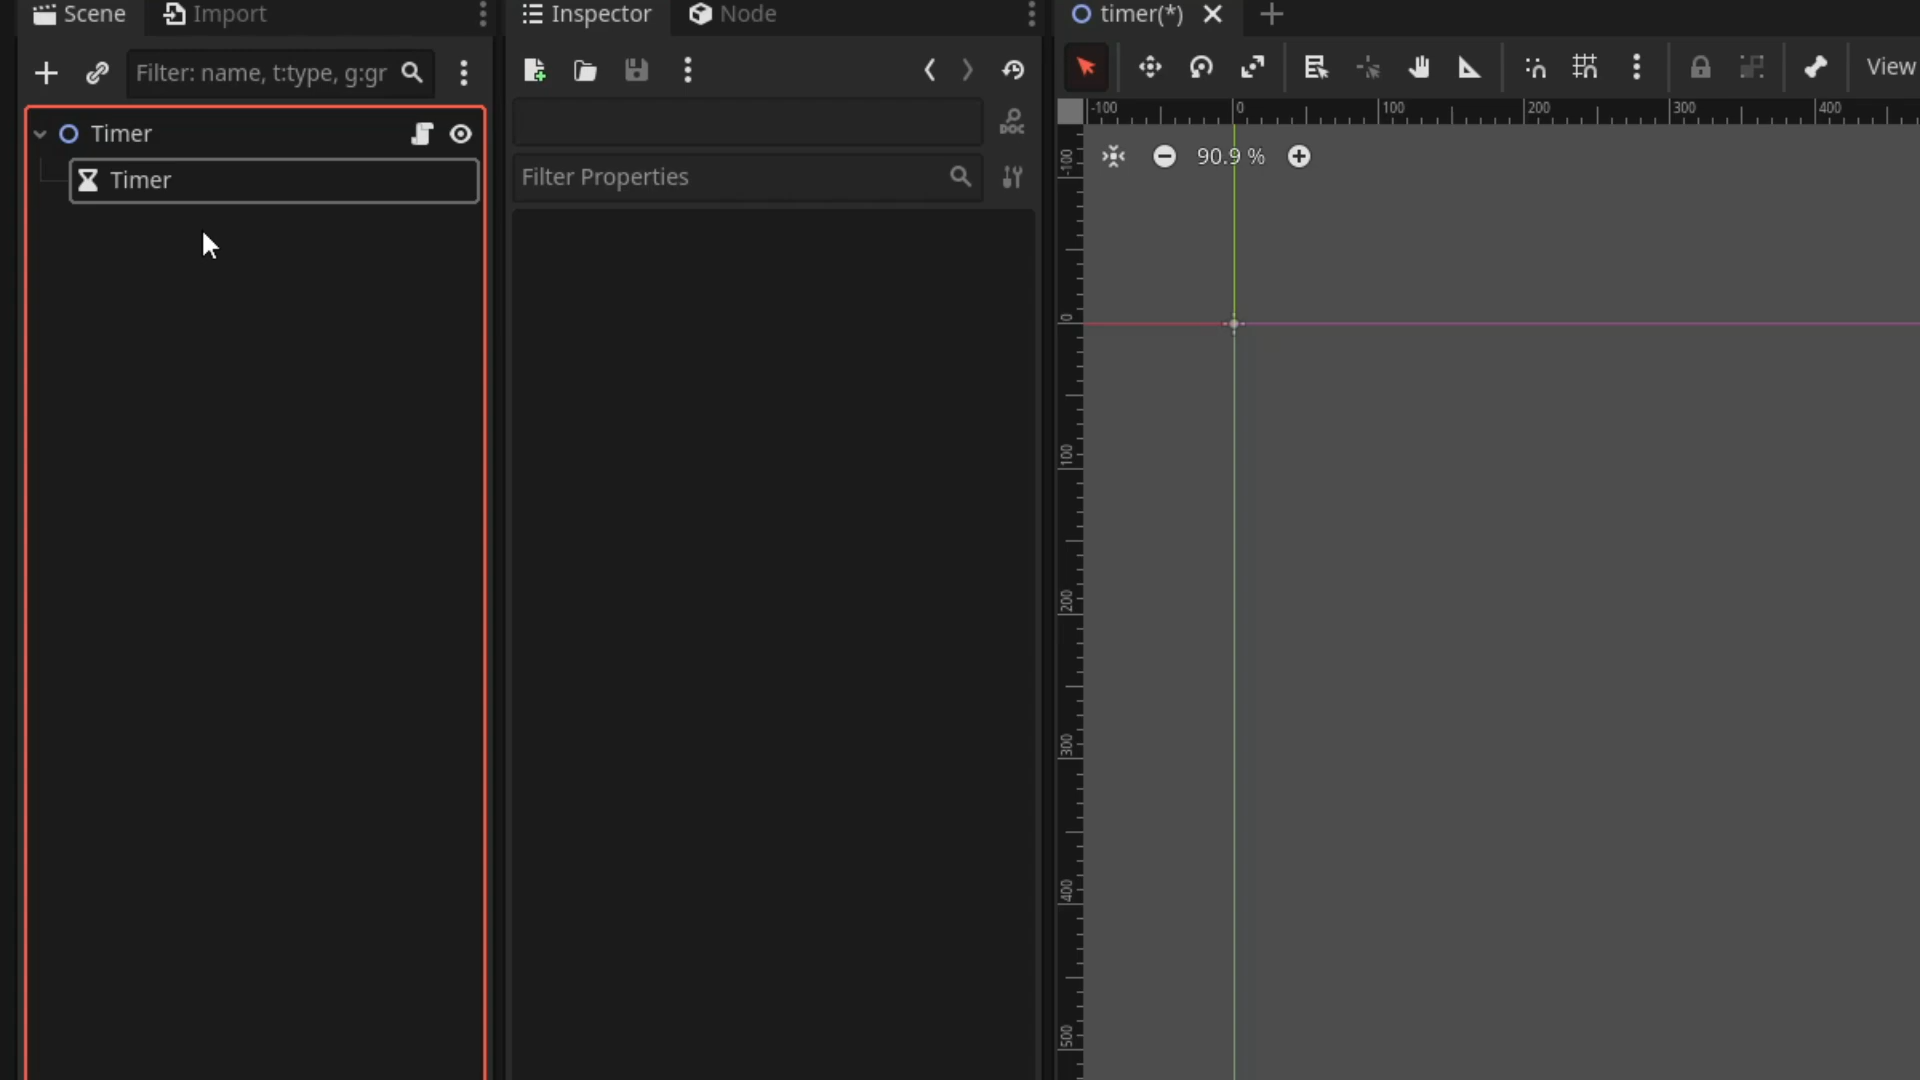 Scene
Import
Inspector
Node
timer(*)
Filter: name, t:type, g:gr
View
DOC
Timer
Timer
Filter Properties
-100
0
100
200
300
400
90.9 %
-100
0
100
200
300
400
500